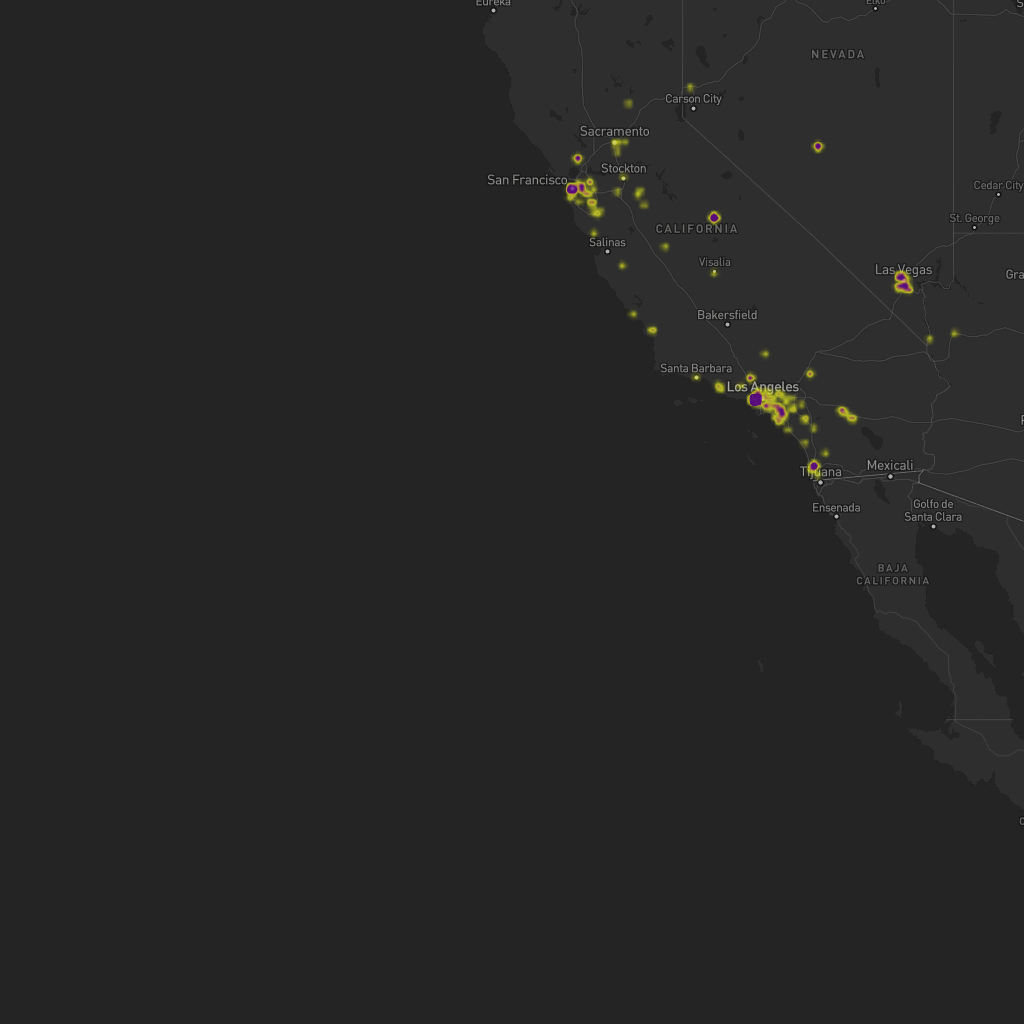 Eureka
Elko
NEVADA
Carson City
Sacramento
Stockton
San Francisco
Cedar City
St. George
CALIFORNIA
Salinas
Visalia
Las Vegas
Bakersfield
Santa Barbara
Los Angeles
Tijuana
Mexicali
Ensenada
Golfo de
Santa Clara
BAJA
CALIFORNIA